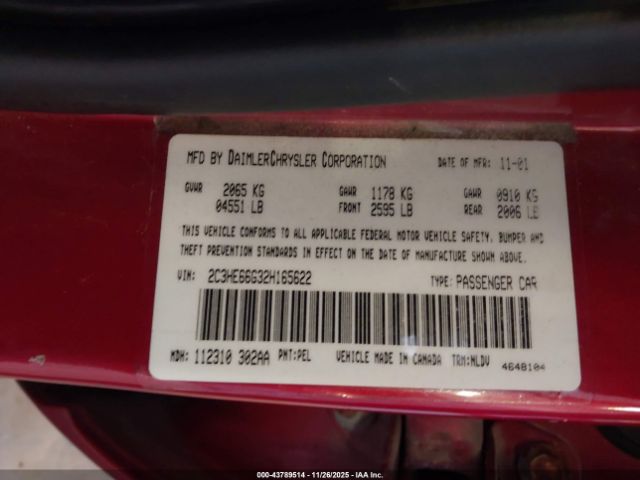 MFD BY DAIMLERCHRYSLER CORPORATION DATE OF MFR: 11-01
GVWR 2065 KG GAWR 1178 KG GAWR 0910 KG
04551 LB FRONT 2595 LB REAR 2006 LB
THIS VEHICLE CONFORMS TO ALL APPLICABLE FEDERAL MOTOR VEHICLE SAFETY, BUMPER AND
THEFT PREVENTION STANDARDS IN EFFECT ON THE DATE OF MANUFACTURE SHOWN ABOVE.
VIN: 2C3HE66G32H165622 TYPE: PASSENGER CAR
MDH: 112310 302AA PNT:PEL VEHICLE MADE IN CANADA TRM:NLDV
4648104
000-43789514 - 11/26/2025 - IAA Inc.